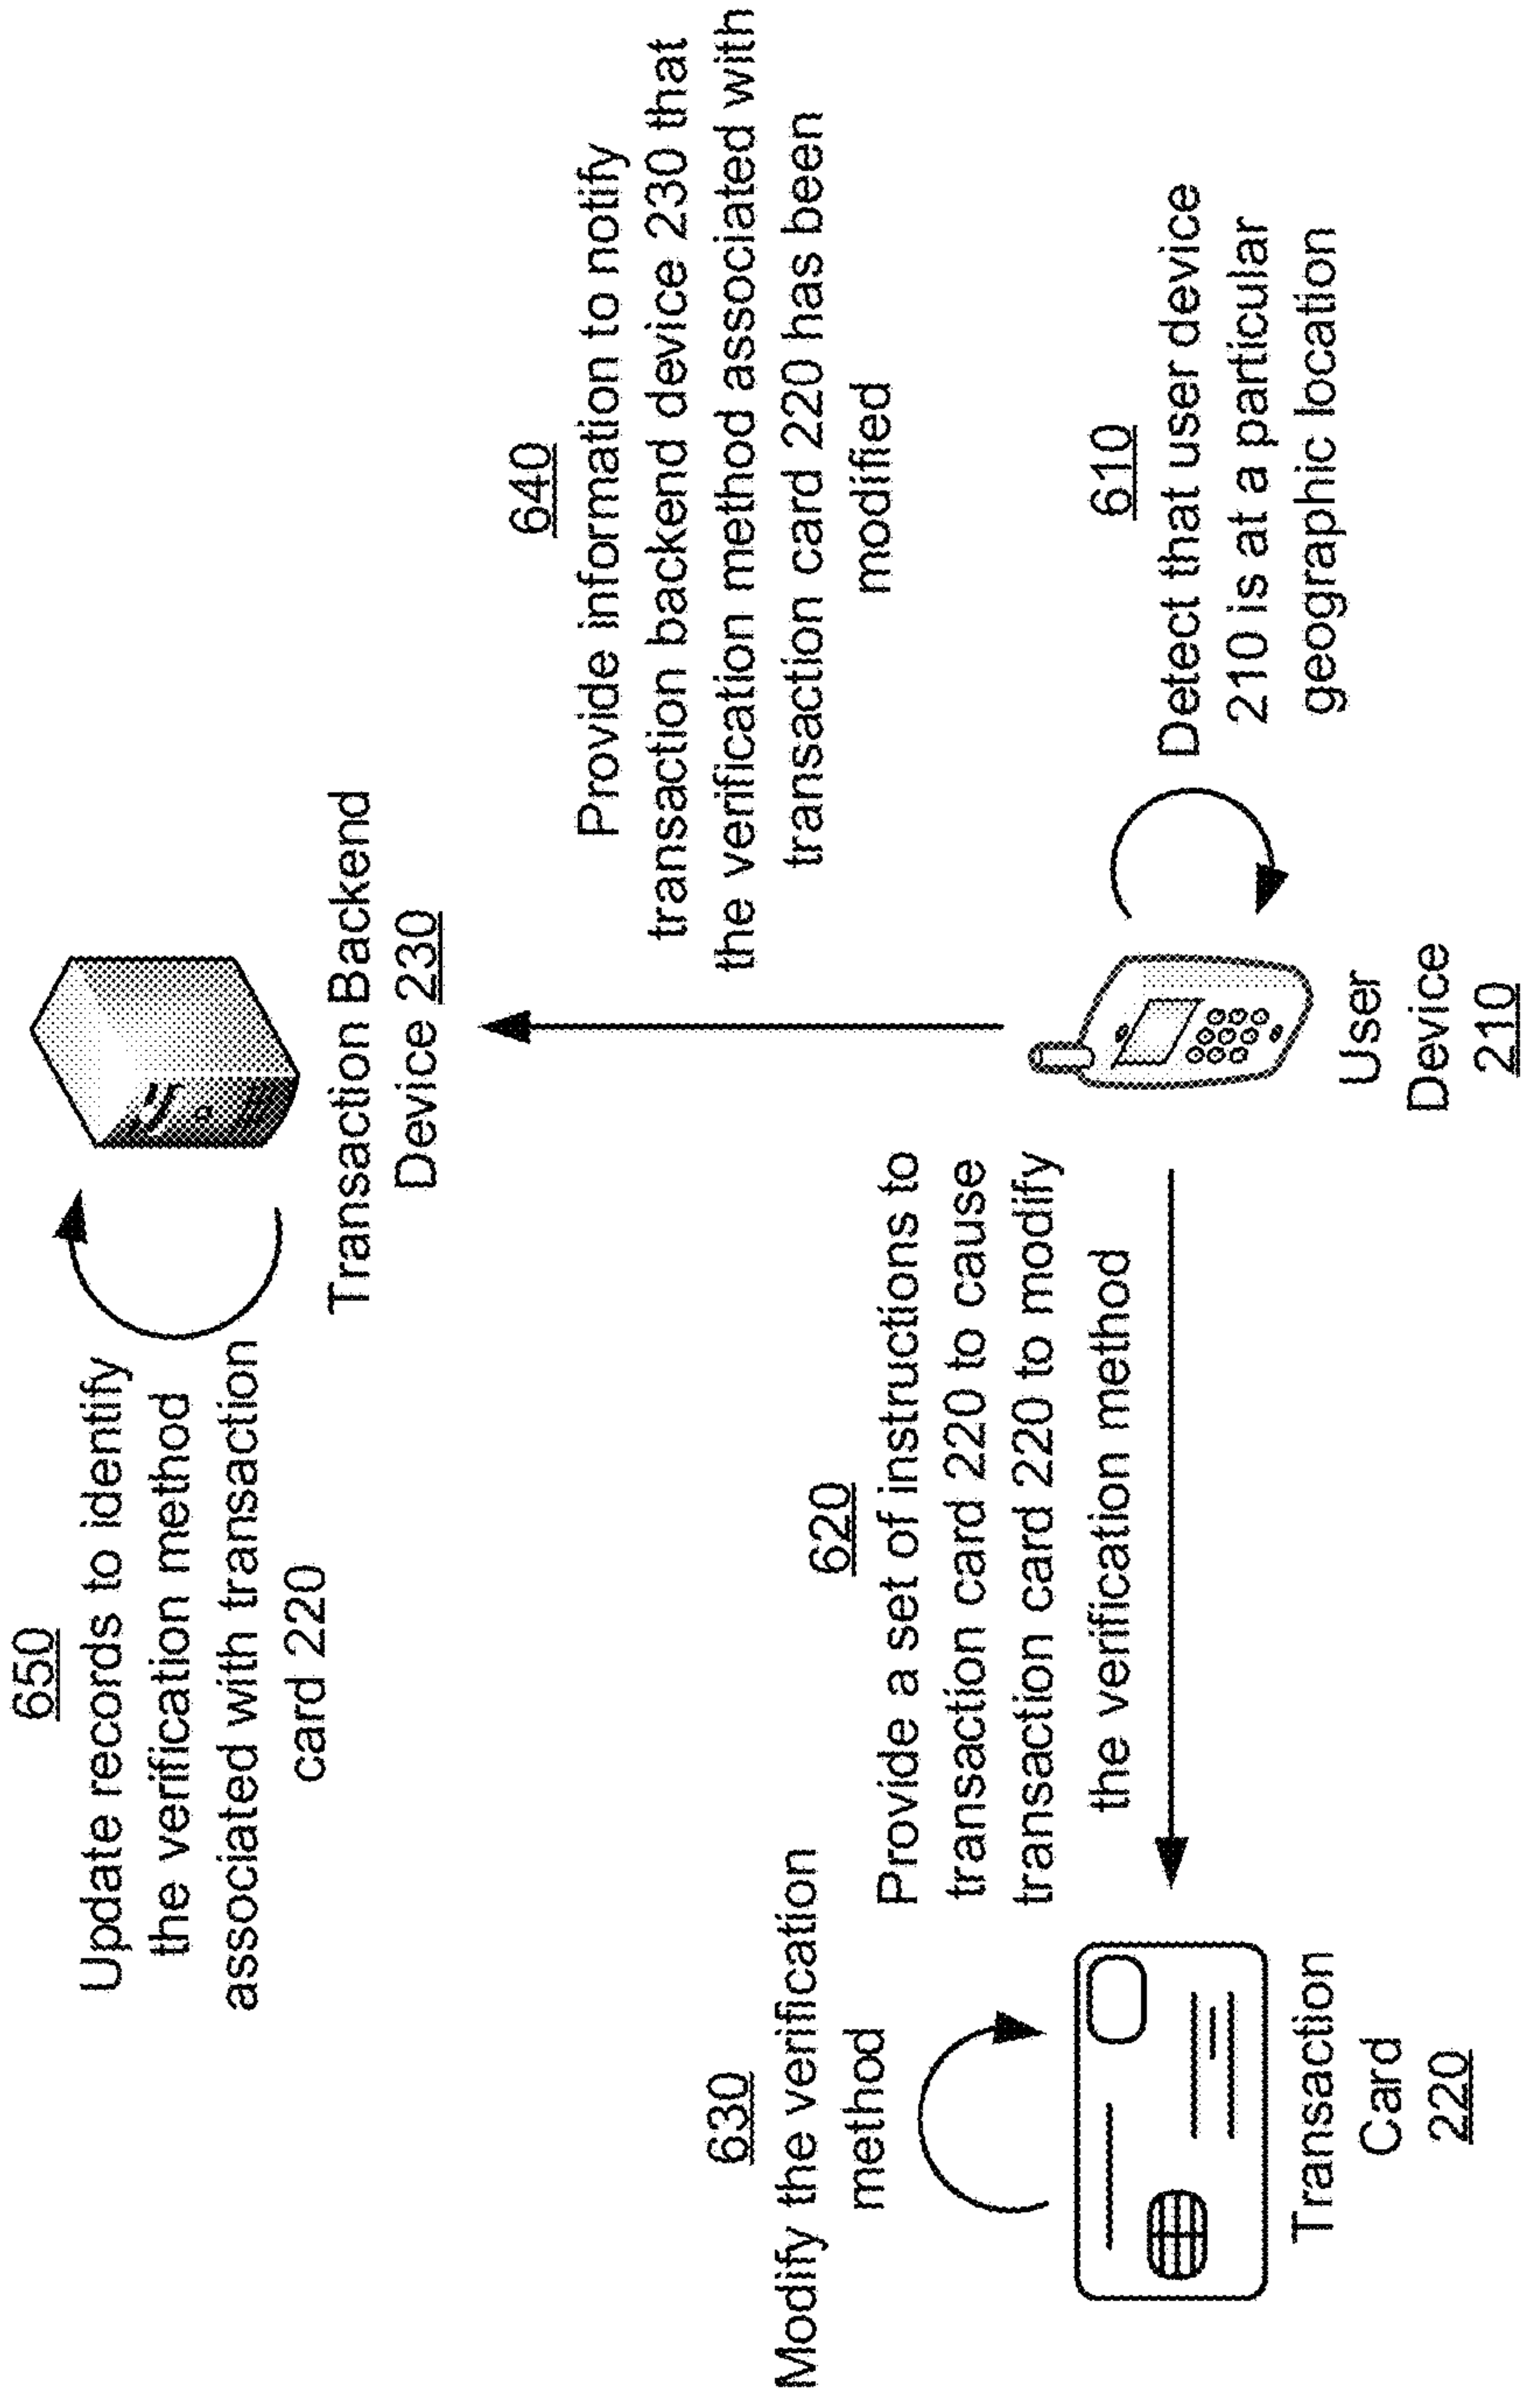 650
Update records to identify
the verification method
associated with transaction
card 220
Transaction Backend
Device 230
640
Provide information to notify
transaction backend device 230 that
the verification method associated with
transaction card 220 has been
modified
630
Modify the verification
method
620
Provide a set of instructions to
transaction card 220 to cause
transaction card 220 to modify
the verification method
610
Detect that user device
210 is at a particular
geographic location
Transaction
Card
220
User
Device
210